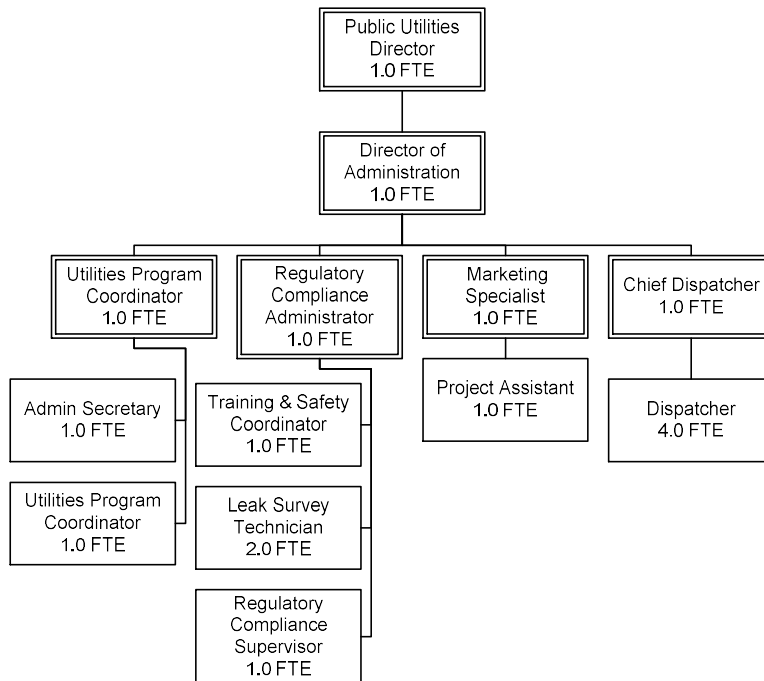 Public Utilities
Director
1.0 FTE
Director of
Administration
1.0 FTE
Utilities Program
Coordinator
1.0 FTE
Regulatory
Compliance
Administrator
1.0 FTE
Marketing
Specialist
1.0 FTE
Chief Dispatcher
1.0 FTE
Admin Secretary
1.0 FTE
Training & Safety
Coordinator
1.0 FTE
Project Assistant
1.0 FTE
Dispatcher
4.0 FTE
Utilities Program
Coordinator
1.0 FTE
Leak Survey
Technician
2.0 FTE
Regulatory
Compliance
Supervisor
1.0 FTE